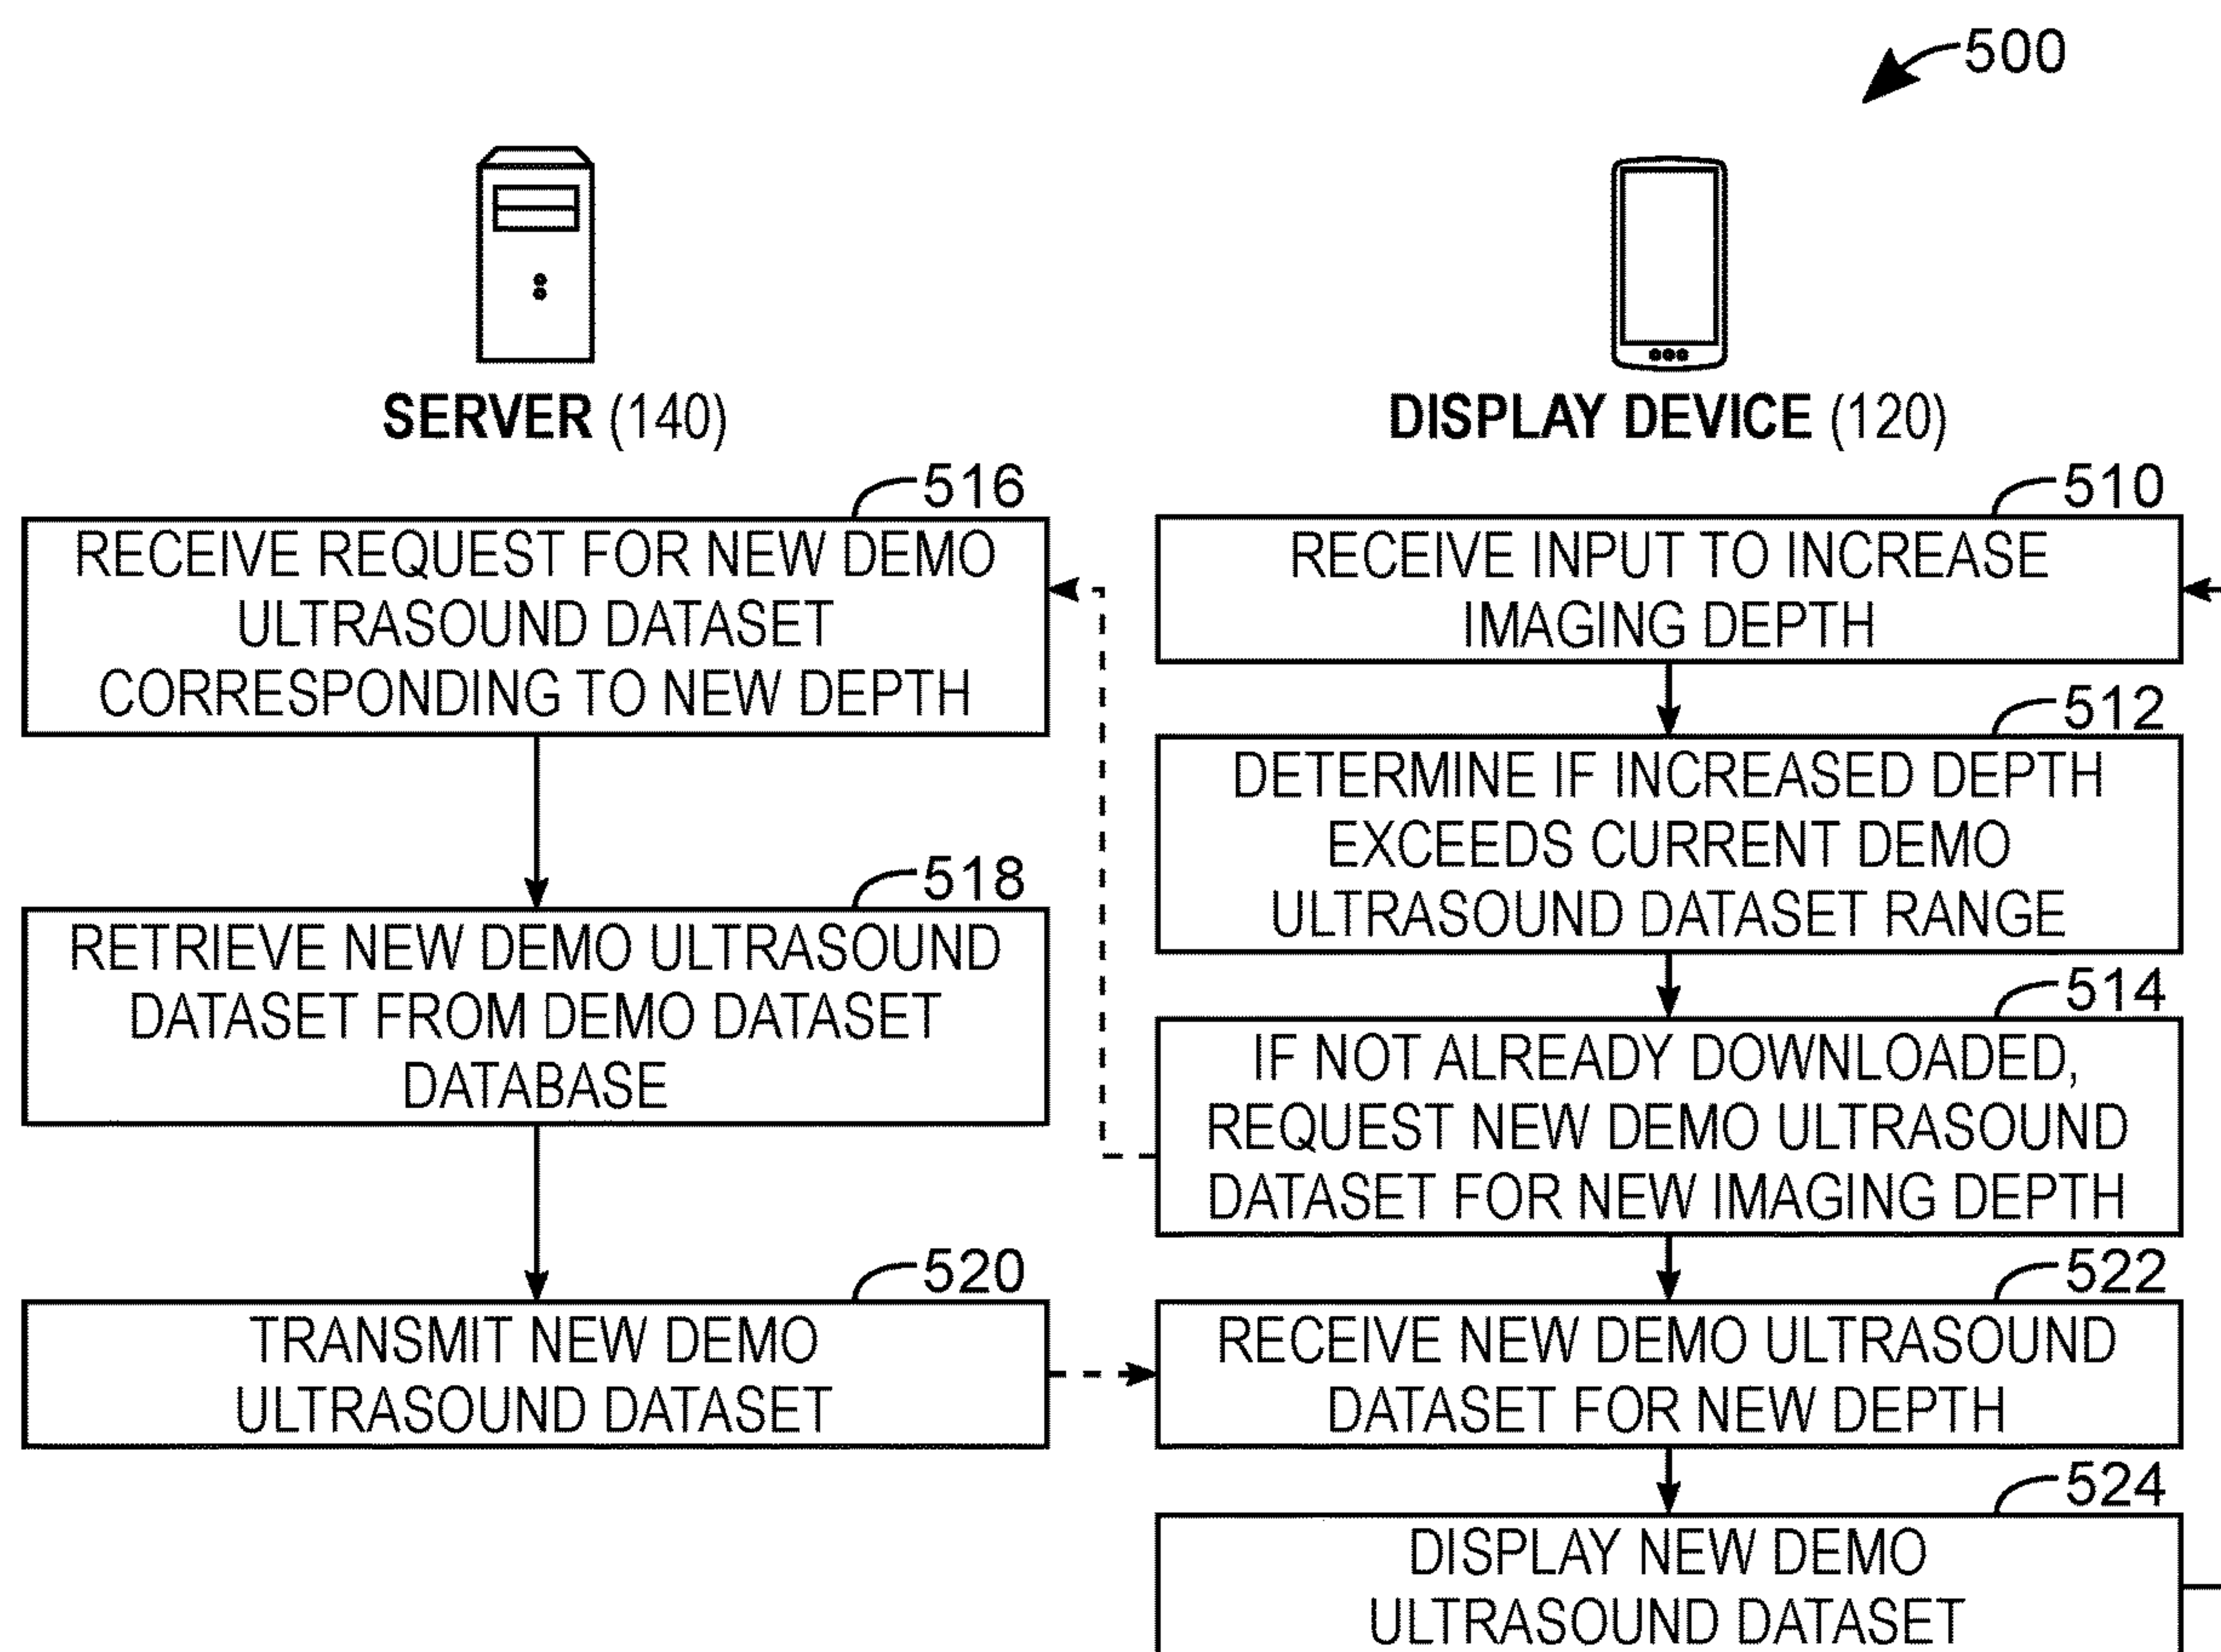 500
SERVER (140)
DISPLAY DEVICE (120)
516
RECEIVE REQUEST FOR NEW DEMO
ULTRASOUND DATASET
CORRESPONDING TO NEW DEPTH
518
RETRIEVE NEW DEMO ULTRASOUND
DATASET FROM DEMO DATASET
DATABASE
520
TRANSMIT NEW DEMO
ULTRASOUND DATASET
510
RECEIVE INPUT TO INCREASE
IMAGING DEPTH
512
DETERMINE IF INCREASED DEPTH
EXCEEDS CURRENT DEMO
ULTRASOUND DATASET RANGE
514
IF NOT ALREADY DOWNLOADED,
REQUEST NEW DEMO ULTRASOUND
DATASET FOR NEW IMAGING DEPTH
522
RECEIVE NEW DEMO ULTRASOUND
DATASET FOR NEW DEPTH
524
DISPLAY NEW DEMO
ULTRASOUND DATASET